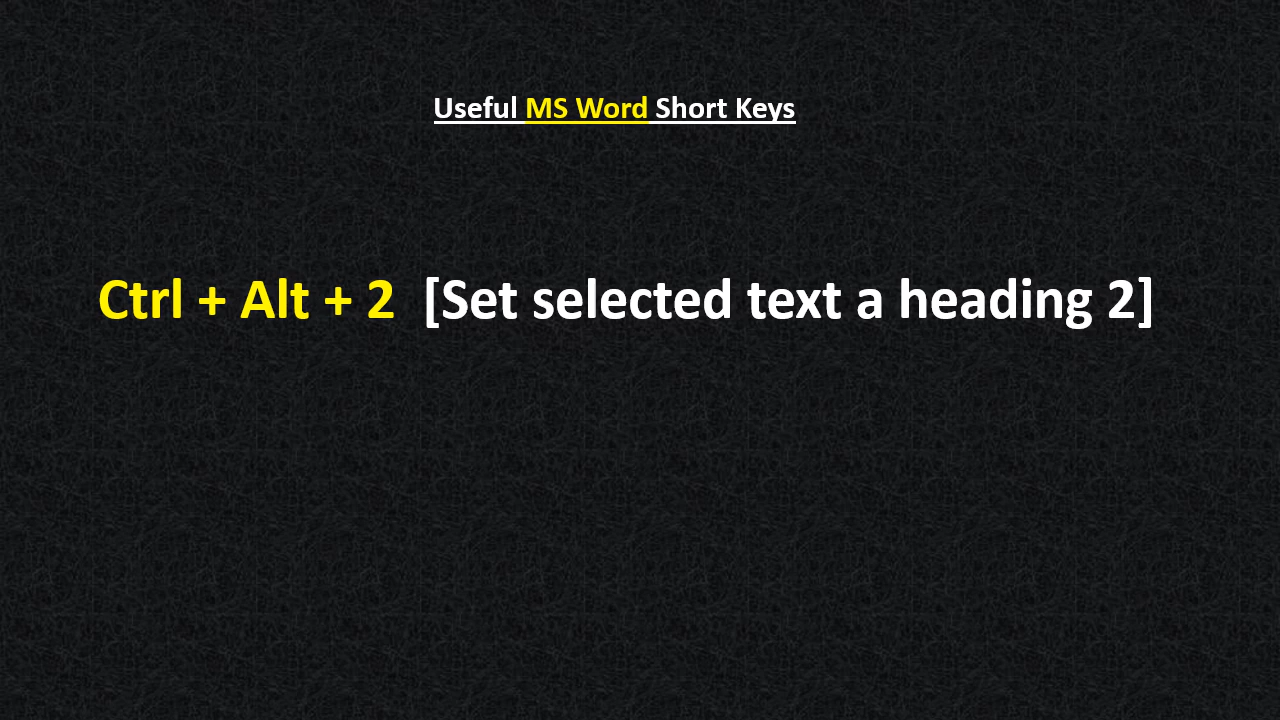 Useful MS Word Short Keys
Ctrl + Alt + 2 [Set selected text a heading 2]